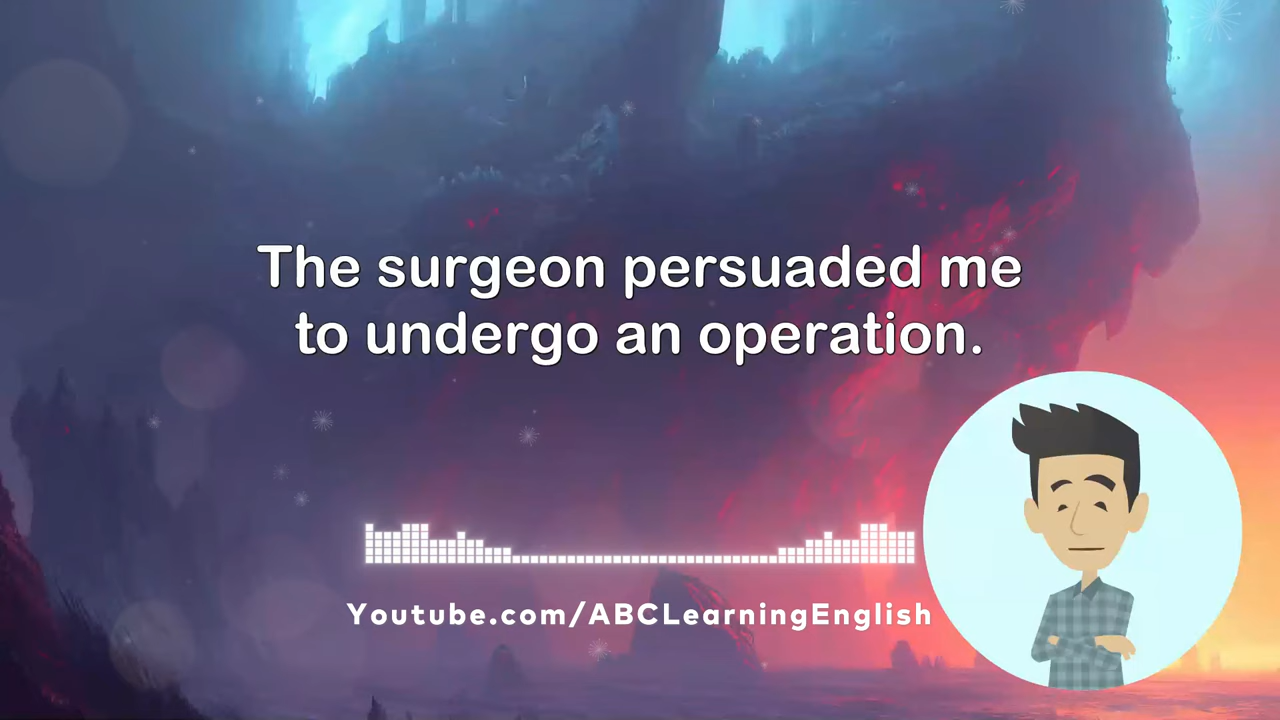 The surgeon persuaded me
to undergo an operation.
Youtube.com/ABCLearningEnglish